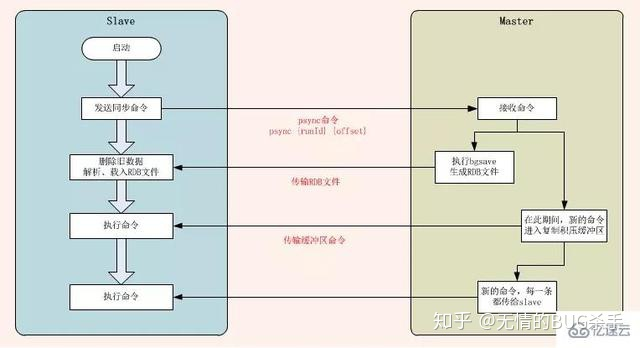 Slave
Master
启动
发送同步命令
psync命令
psync {runId} {offset}
接收命令
删除旧数据
解析、载入RDB文件
传输RDB文件
执行bgsave
生成RDB文件
执行命令
传输缓冲区命令
在此期间，新的命令
进入复制积压缓冲区
执行命令
新的命令，每一条
都传给slave
知乎 @无情的BUG杀手
亿速云